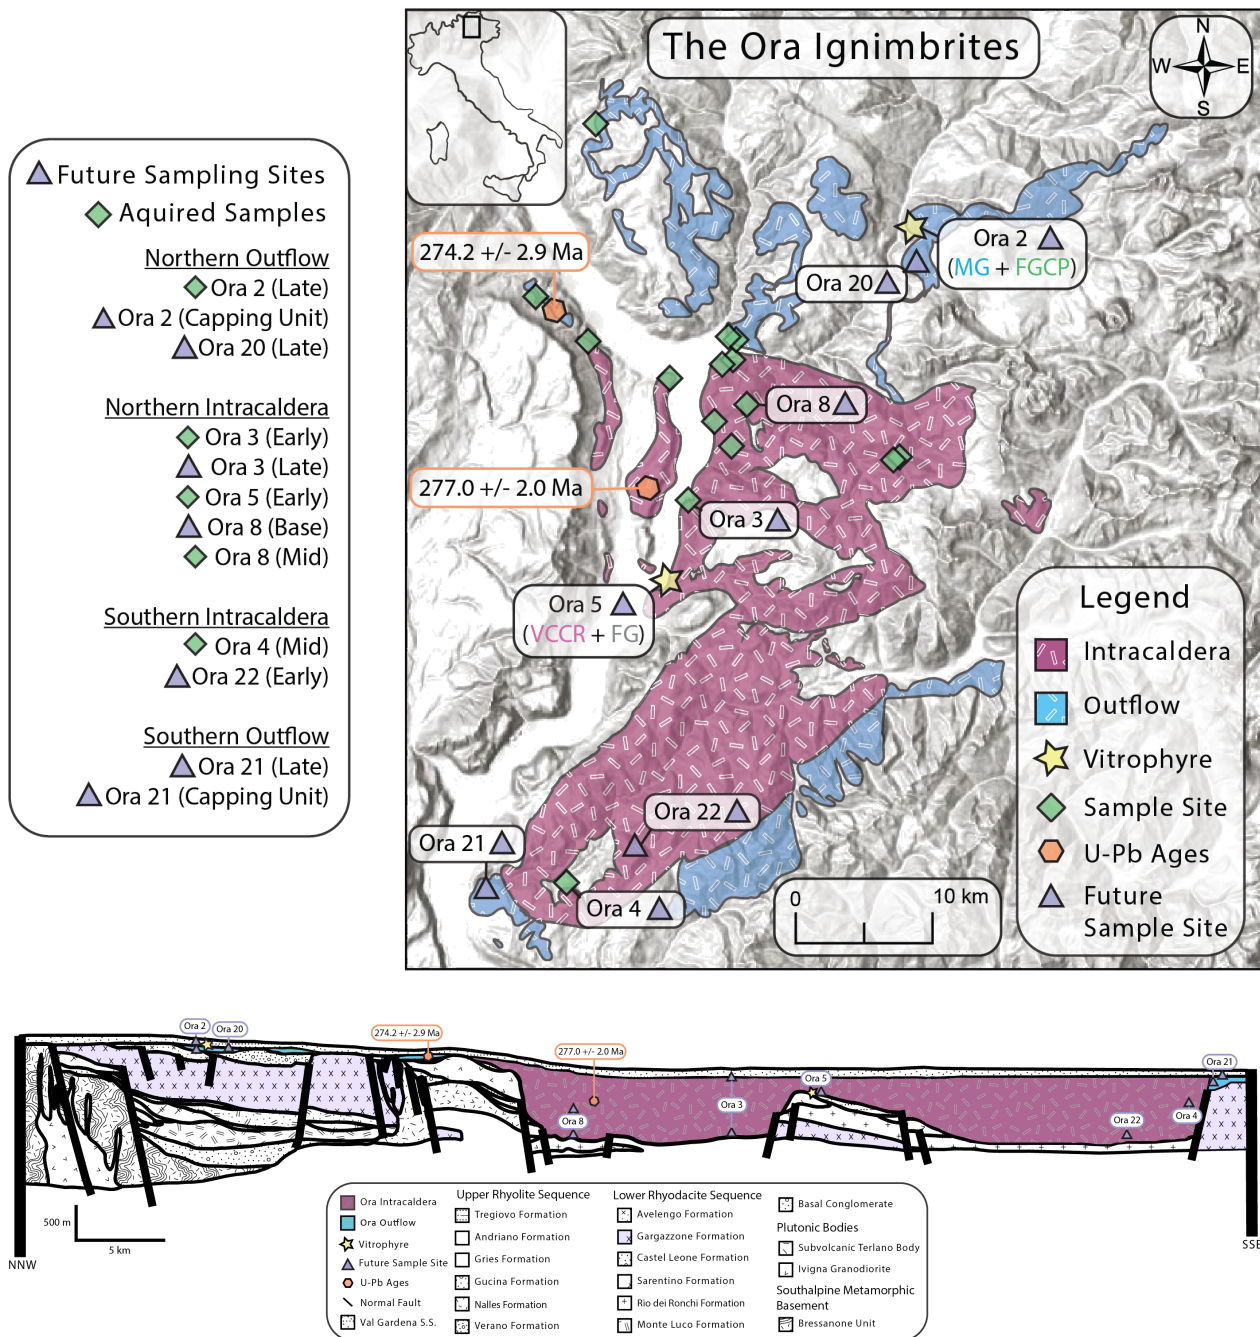 The Ora Ignimbrites
N
W E
S
Future Sampling Sites
Aquired Samples
Northern Outflow
Ora 2 (Late)
Ora 2 (Capping Unit)
Ora 20 (Late)
Northern Intracaldera
Ora 3 (Early)
Ora 3 (Late)
Ora 5 (Early)
Ora 8 (Base)
Ora 8 (Mid)
Southern Intracaldera
Ora 4 (Mid)
Ora 22 (Early)
Southern Outflow
Ora 21 (Late)
Ora 21 (Capping Unit)
274.2 +/- 2.9 Ma
Ora 2
(MG + FGCP)
Ora 20
Ora 8
277.0 +/- 2.0 Ma
Ora 3
Ora 5
(VCCR + FG)
Ora 22
Ora 21
Ora 4
0 10 km
Legend
Intracaldera
Outflow
Vitrophyre
Sample Site
U-Pb Ages
Future
Sample Site
Ora 2
Ora 20
274.2 +/- 2.9 Ma
277.0 +/- 2.0 Ma
Ora 8
Ora 3
Ora 5
Ora 22
Ora 4
Ora 21
500 m
5 km
NNW
SSE
Ora Intracaldera
Ora Outflow
Vitrophyre
Future Sample Site
U-Pb Ages
Normal Fault
Val Gardena S.S.
Upper Rhyolite Sequence
Tregiovo Formation
Andriano Formation
Gries Formation
Gucina Formation
Nalles Formation
Verano Formation
Lower Rhyodacite Sequence
Avelengo Formation
Gargazzone Formation
Castel Leone Formation
Sarentino Formation
Rio dei Ronchi Formation
Monte Luco Formation
Basal Conglomerate
Plutonic Bodies
Subvolcanic Terlano Body
Ivigna Granodiorite
Southalpine Metamorphic
Basement
Bressanone Unit